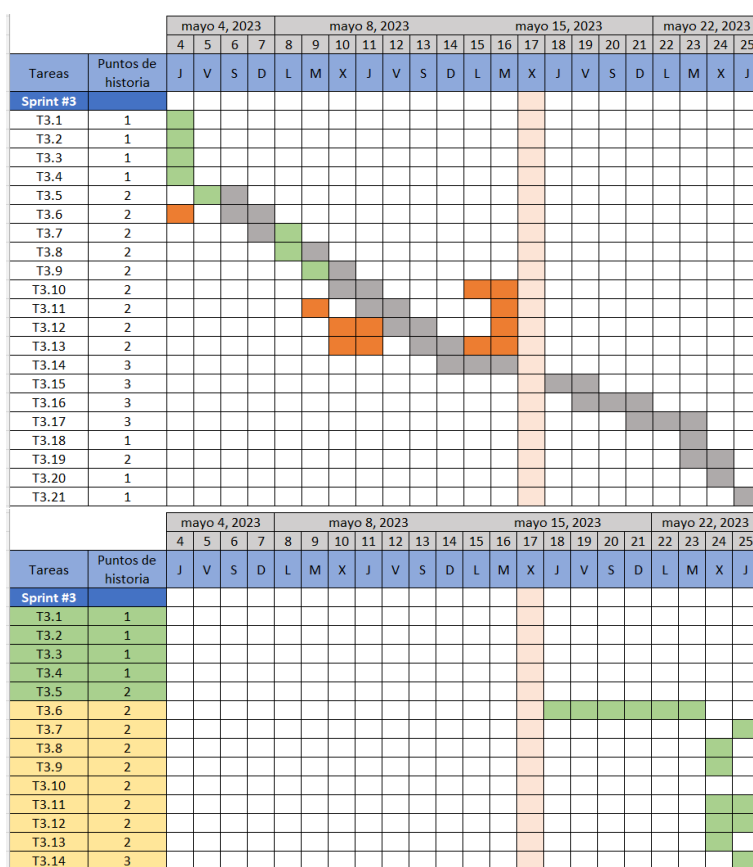 mayo 4, 2023 mayo 8, 2023 mayo 15, 2023 mayo 22, 2023
4 5 6 7 8 9 10 11 12 13 14 15 16 17 18 19 20 21 22 23 24 25
Tareas Puntos de historia J V S D L M X J V S D L M X J V S D L M X J
Sprint #3
T3.1 1
T3.2 1
T3.3 1
T3.4 1
T3.5 2
T3.6 2
T3.7 2
T3.8 2
T3.9 2
T3.10 2
T3.11 2
T3.12 2
T3.13 2
T3.14 3
T3.15 3
T3.16 3
T3.17 3
T3.18 1
T3.19 2
T3.20 1
T3.21 1
mayo 4, 2023 mayo 8, 2023 mayo 15, 2023 mayo 22, 2023
4 5 6 7 8 9 10 11 12 13 14 15 16 17 18 19 20 21 22 23 24 25
Tareas Puntos de historia J V S D L M X J V S D L M X J V S D L M X J
Sprint #3
T3.1 1
T3.2 1
T3.3 1
T3.4 1
T3.5 2
T3.6 2
T3.7 2
T3.8 2
T3.9 2
T3.10 2
T3.11 2
T3.12 2
T3.13 2
T3.14 3